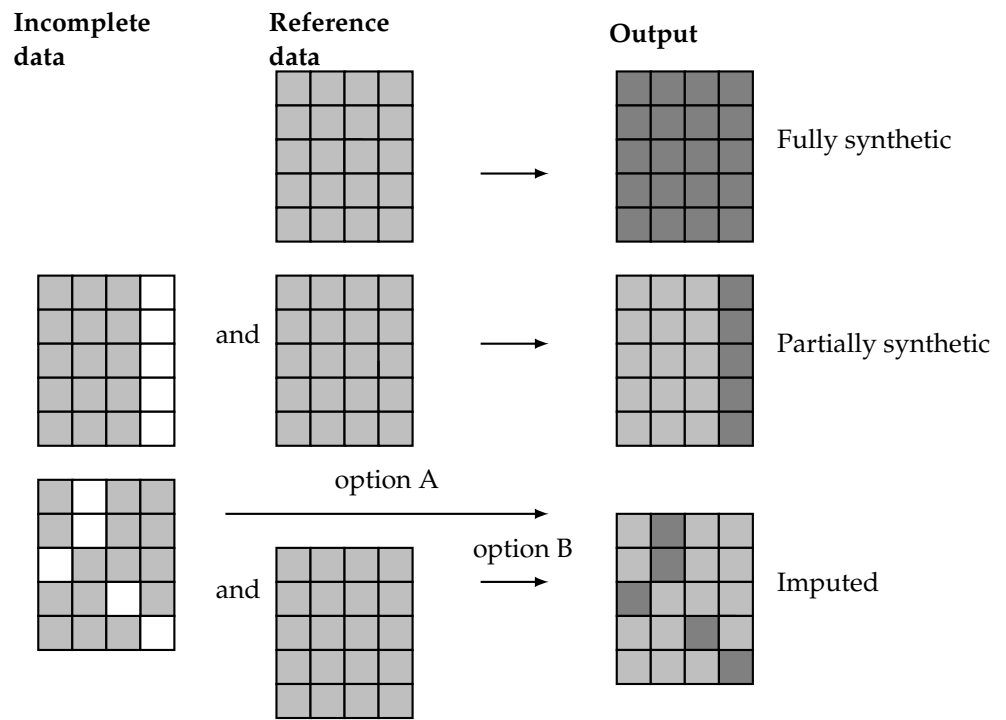 Incomplete
data
Reference
data
Output
Fully synthetic
and
Partially synthetic
option A
option B
and
Imputed